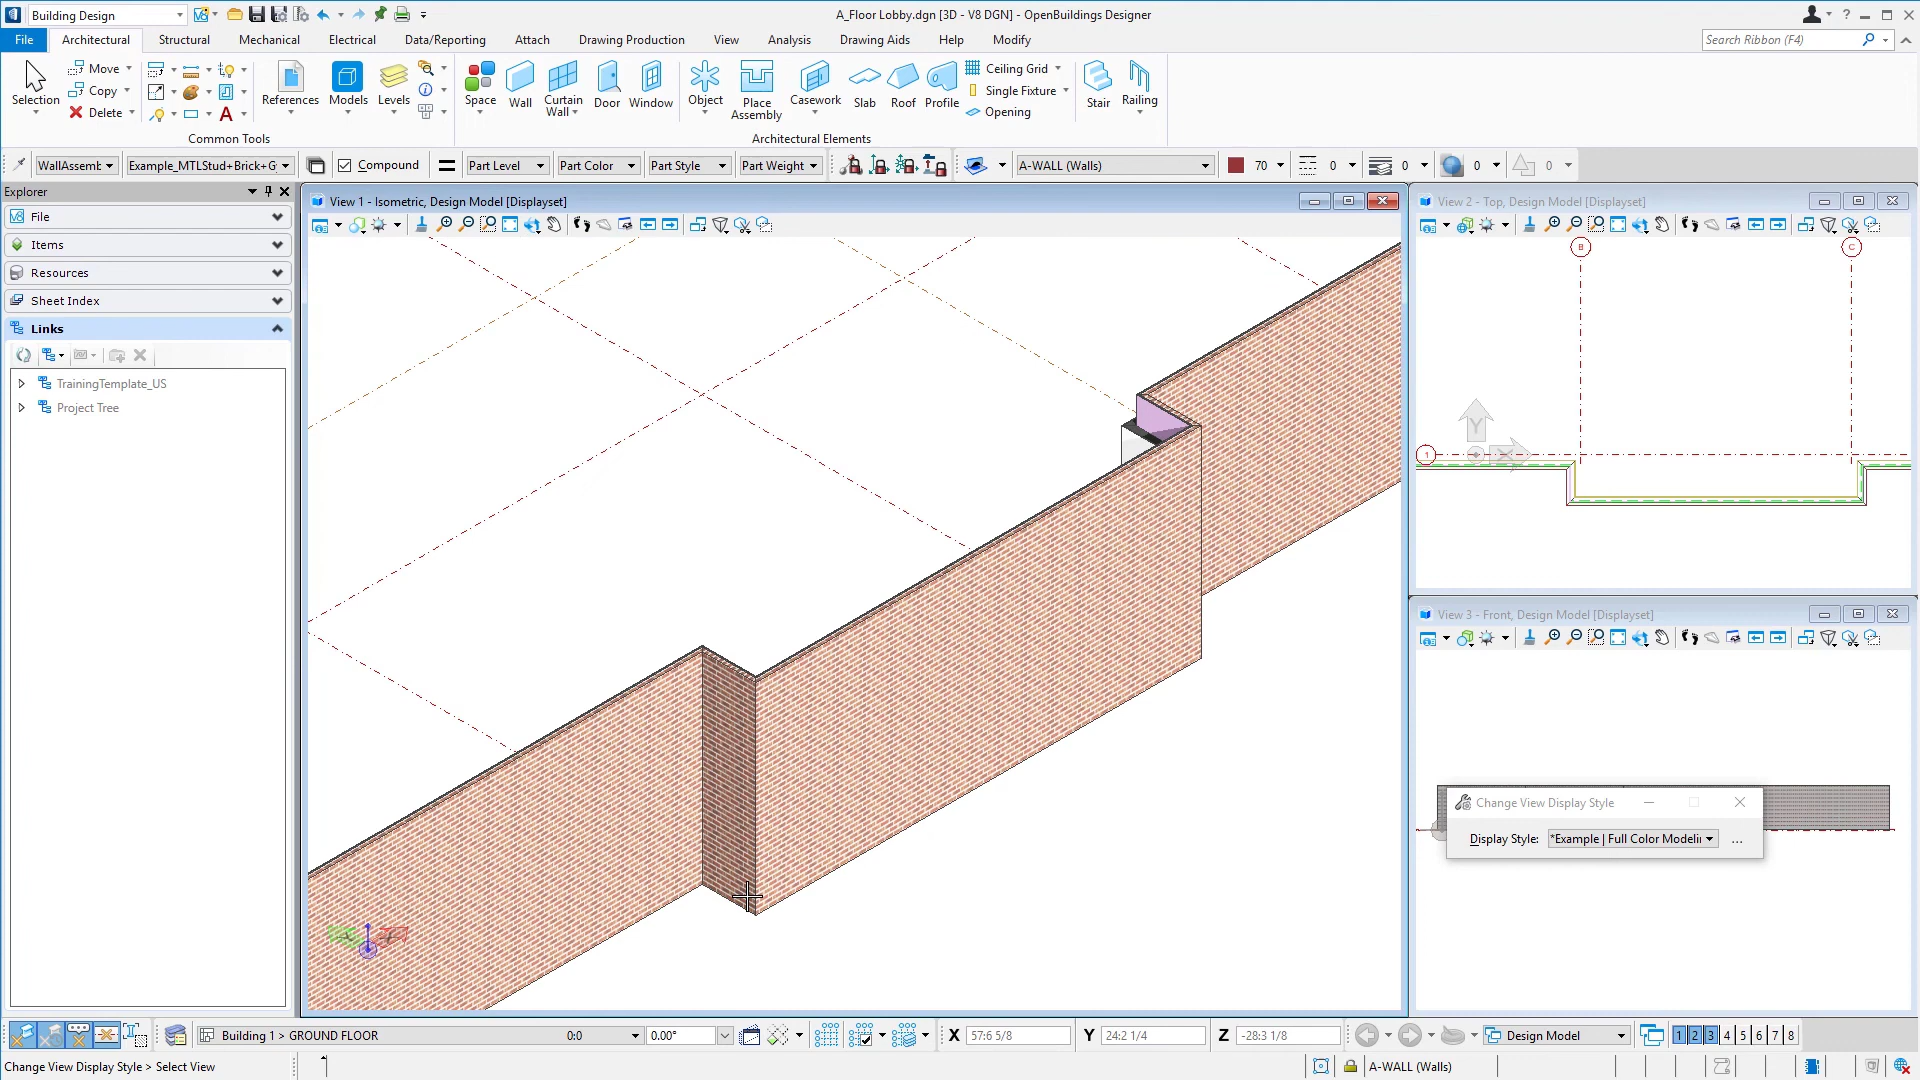 Building Design
A_Floor Lobby.dgn [3D - V8 DGN] - OpenBuildings Designer
File
Architectural
Structural
Mechanical
Electrical
Data/Reporting
Attach
Drawing Production
View
Analysis
Drawing Aids
Help
Modify
Search Ribbon (F4)
Selection
Move
Copy
Delete
References
Models
Levels
Common Tools
Space
Wall
Curtain Wall
Door
Window
Object
Place Assembly
Casework
Slab
Roof
Profile
Ceiling Grid
Single Fixture
Opening
Stair
Railing
Architectural Elements
WallAssemb
Example_MTLStud+Brick+G
Compound
Part Level
Part Color
Part Style
Part Weight
A-WALL (Walls)
70
0
0
0
0
Explorer
File
Items
Resources
Sheet Index
Links
TrainingTemplate_US
Project Tree
View 1 - Isometric, Design Model [Displayset]
View 2 - Top, Design Model [Displayset]
B
C
Y
X
1
View 3 - Front, Design Model [Displayset]
Change View Display Style
Display Style:
*Example | Full Color Modeli
...
Building 1 > GROUND FLOOR
0:0
0.00°
X
57:6 5/8
Y
24:2 1/4
Z
-28:3 1/8
Design Model
1 2 3 4 5 6 7 8
Change View Display Style > Select View
A-WALL (Walls)